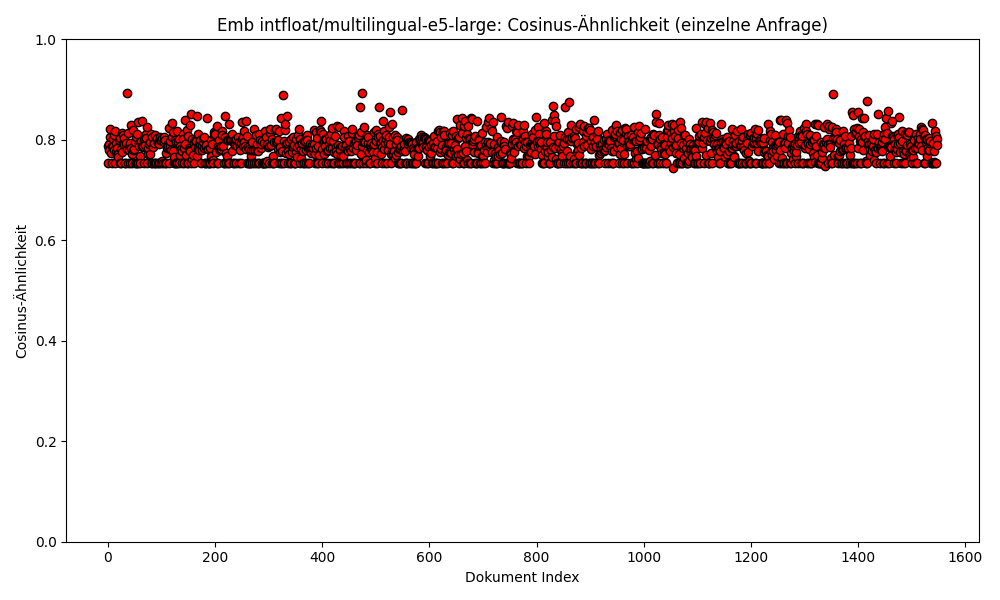 Emb intfloat/multilingual-e5-large: Cosinus-Ähnlichkeit (einzelne Anfrage)
1.0
0.8
0.6
0.4
0.2
0.0
Cosinus-Ähnlichkeit
0 200 400 600 800 1000 1200 1400 1600
Dokument Index